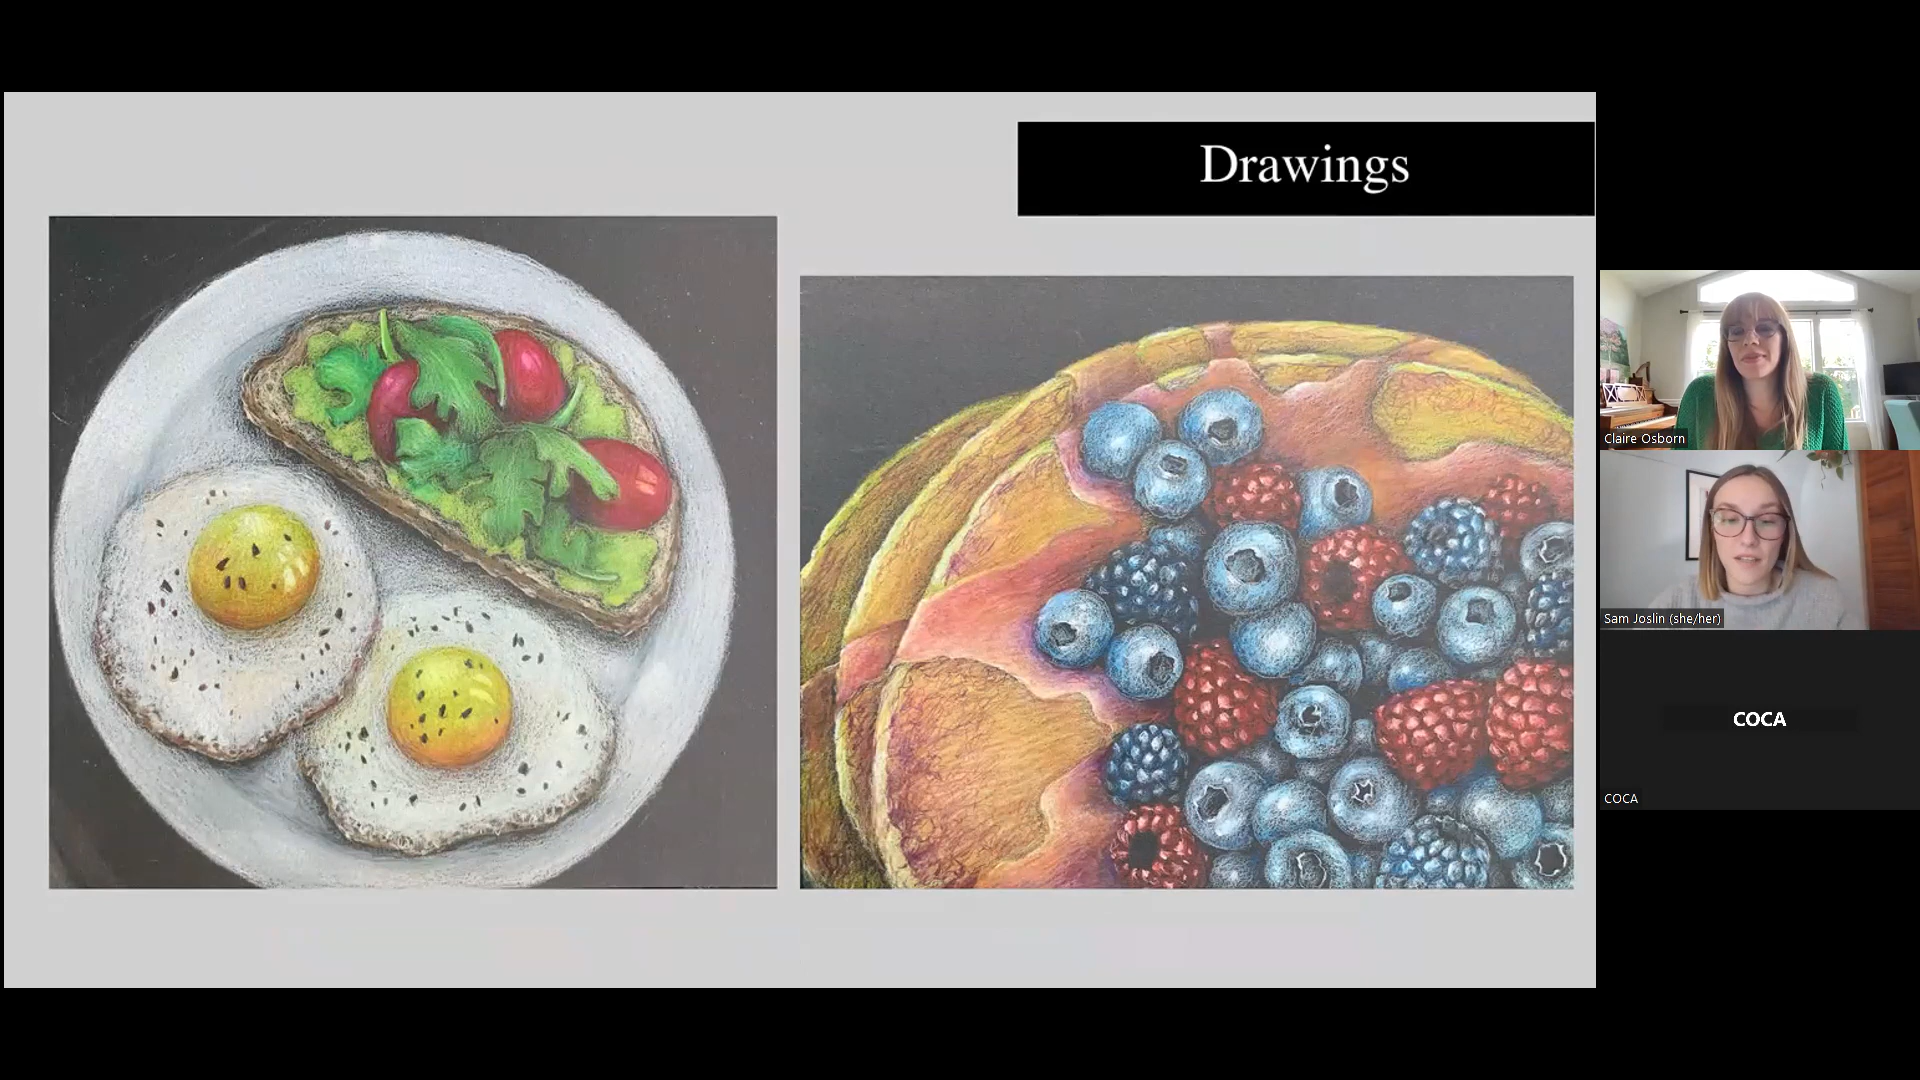 Drawings
Claire Osborn
Sam Joslin (she/her)
COCA
COCA